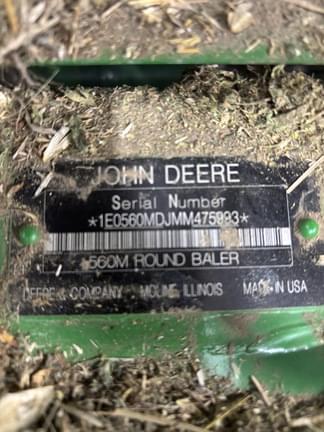 JOHN DEERE
Serial Number
*1E0560MDJMM475993*
560M ROUND BALER
DEERE & COMPANY MOLINE, ILLINOIS MADE IN USA